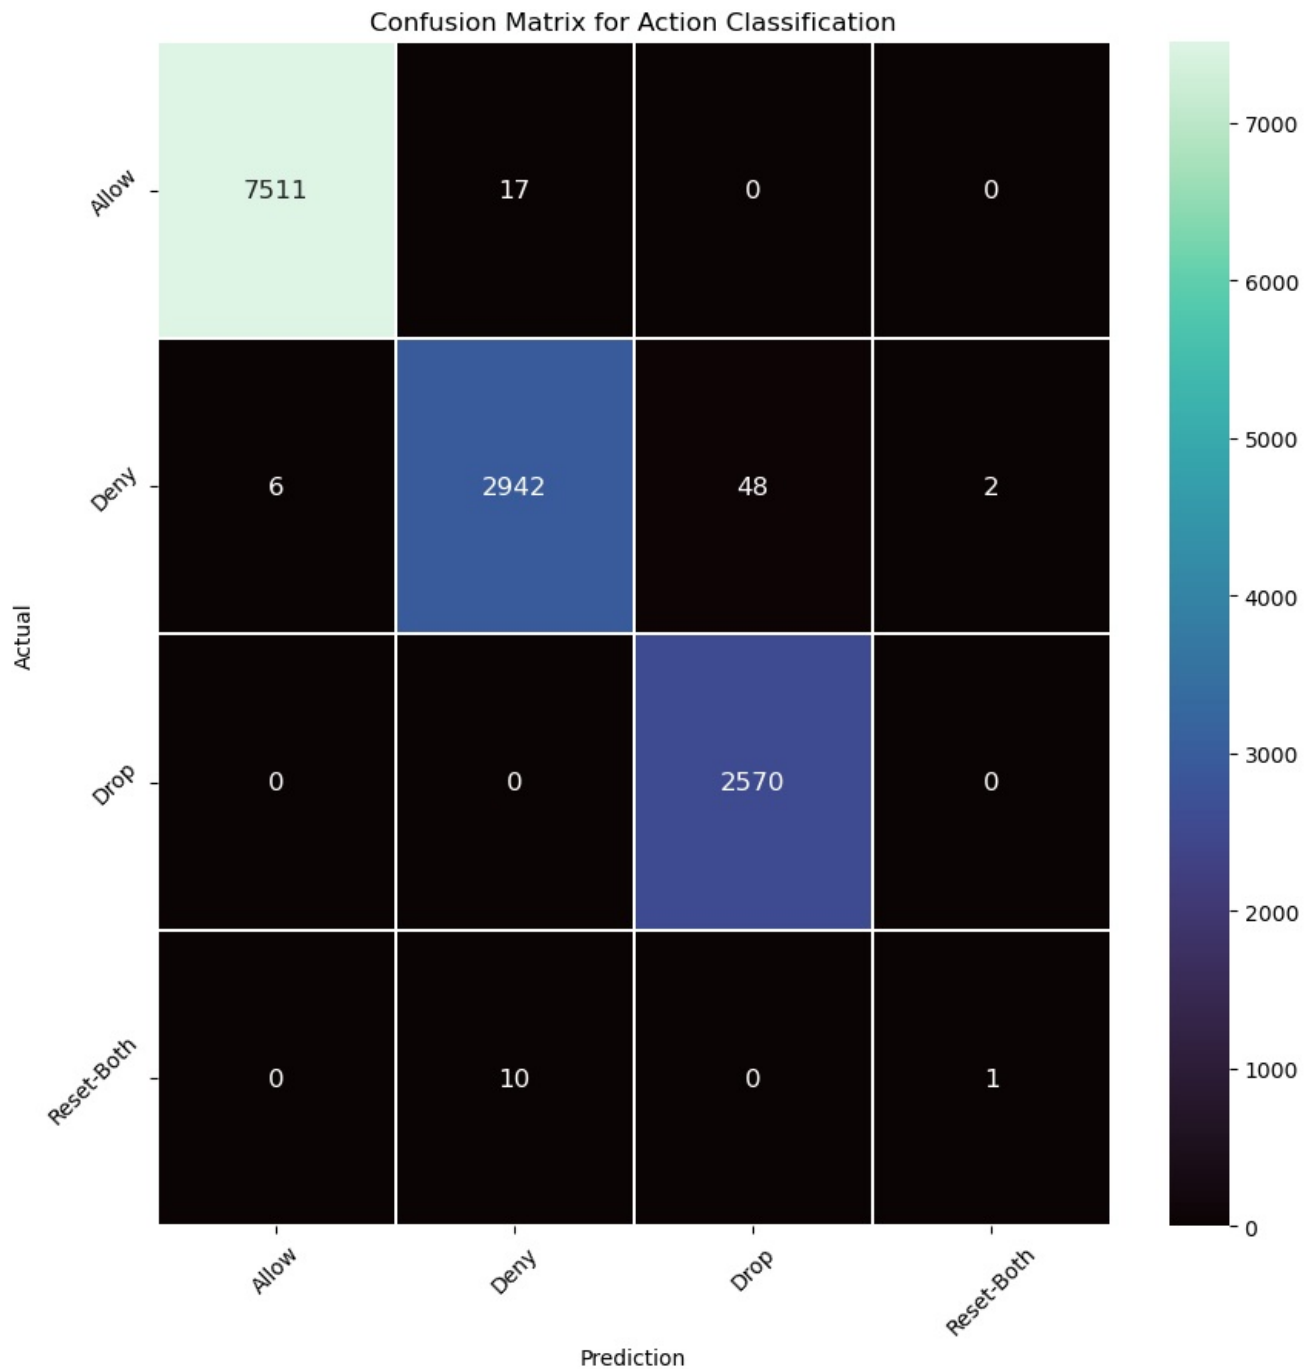 Confusion Matrix for Action Classification
Allow 7511 17 0 0
Deny 6 2942 48 2
Drop 0 0 2570 0
Reset-Both 0 10 0 1
Allow Deny Drop Reset-Both
Actual
Prediction
7000
6000
5000
4000
3000
2000
1000
0